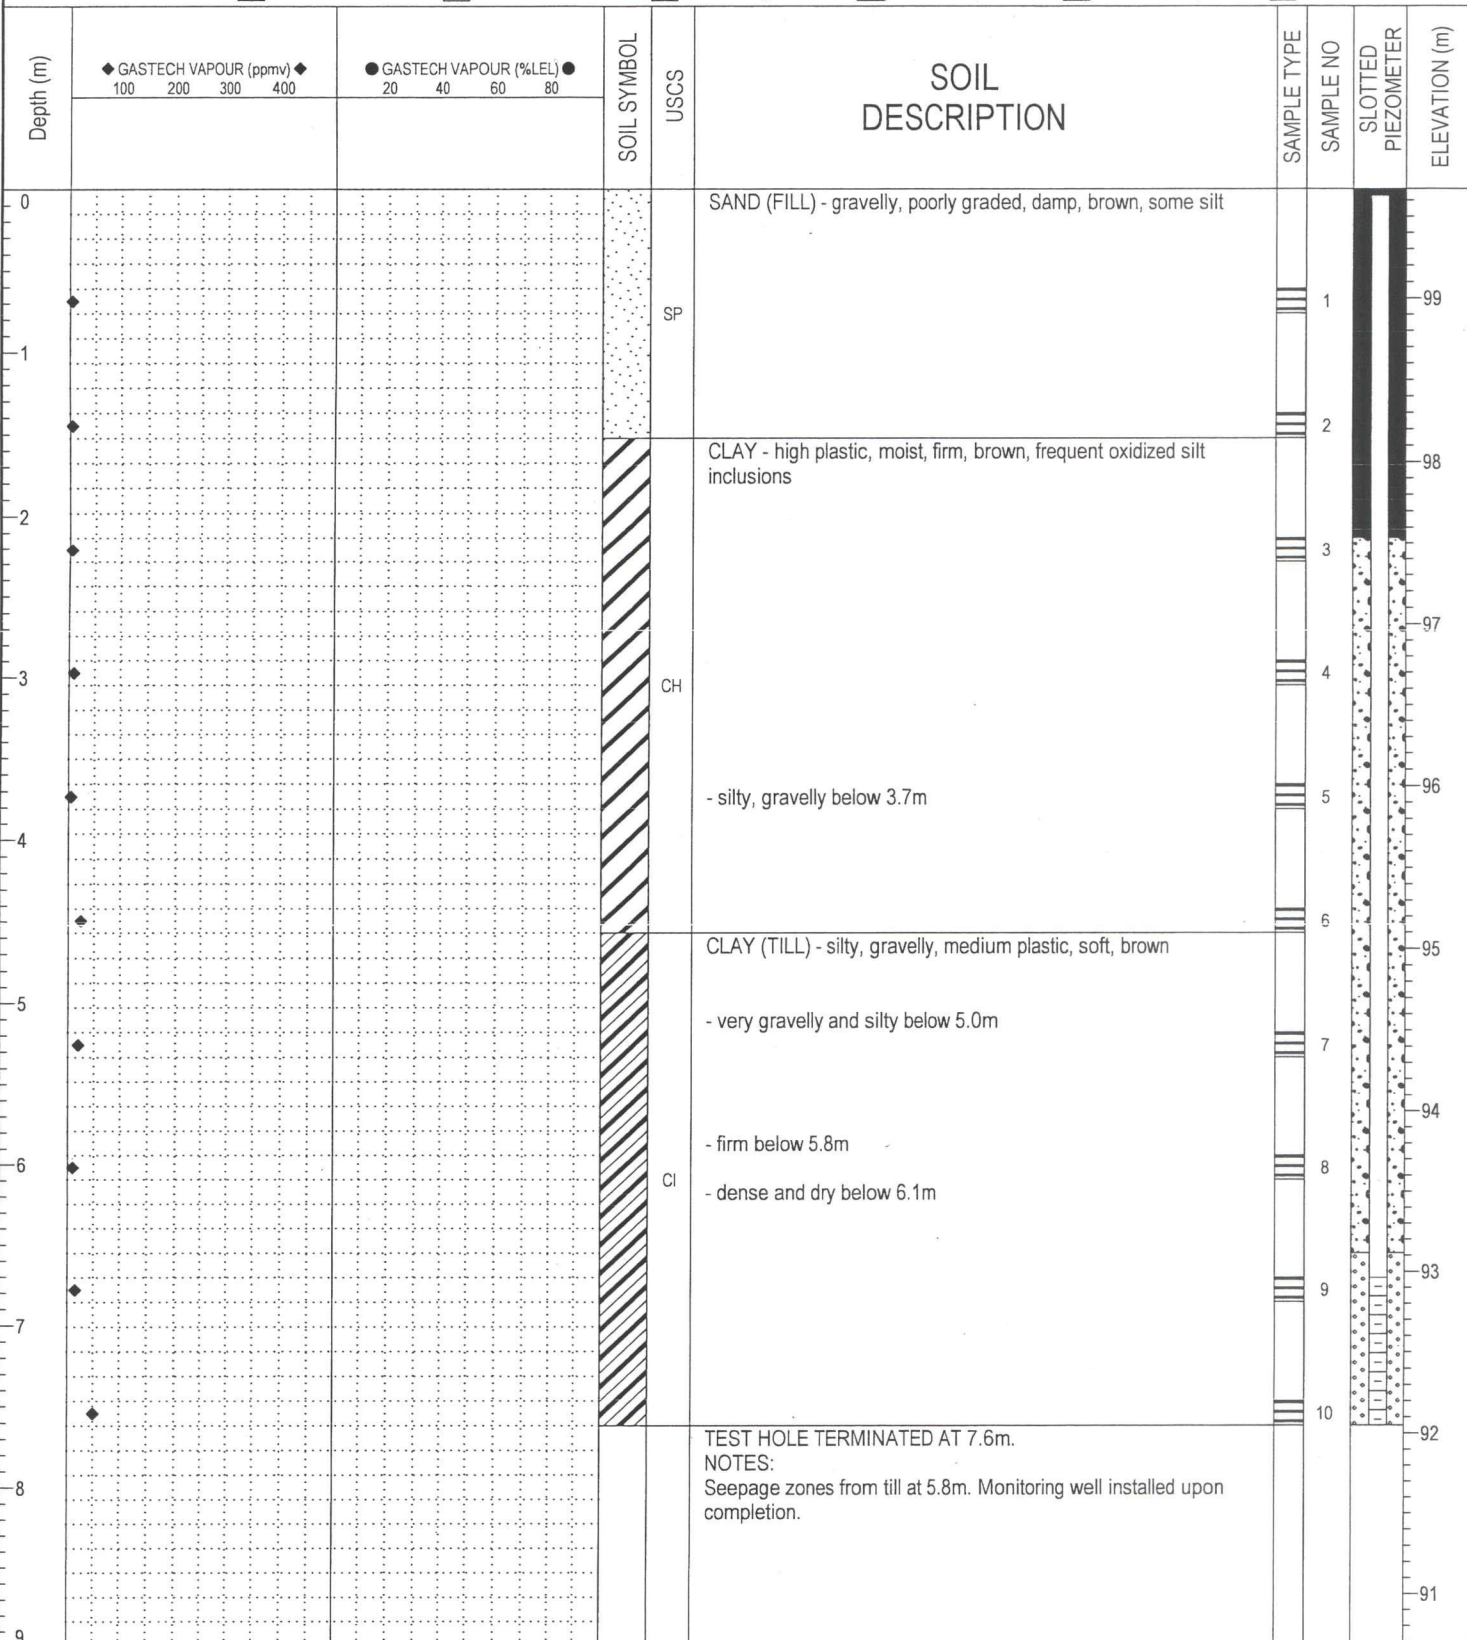 Depth (m)
◆ GASTECH VAPOUR (ppmv) ◆
100 200 300 400
● GASTECH VAPOUR (%LEL) ●
20 40 60 80
SOIL SYMBOL
USCS
SOIL
DESCRIPTION
SAMPLE TYPE
SAMPLE NO
SLOTTED
PIEZOMETER
ELEVATION (m)
0
SAND (FILL) - gravelly, poorly graded, damp, brown, some silt
1
99
SP
1
2
CLAY - high plastic, moist, firm, brown, frequent oxidized silt
inclusions
98
2
3
97
3
4
CH
- silty, gravelly below 3.7m
5
96
4
6
CLAY (TILL) - silty, gravelly, medium plastic, soft, brown
95
5
- very gravelly and silty below 5.0m
7
94
- firm below 5.8m
6
8
CI
- dense and dry below 6.1m
93
9
7
10
TEST HOLE TERMINATED AT 7.6m.
92
NOTES:
Seepage zones from till at 5.8m. Monitoring well installed upon
completion.
8
91
9